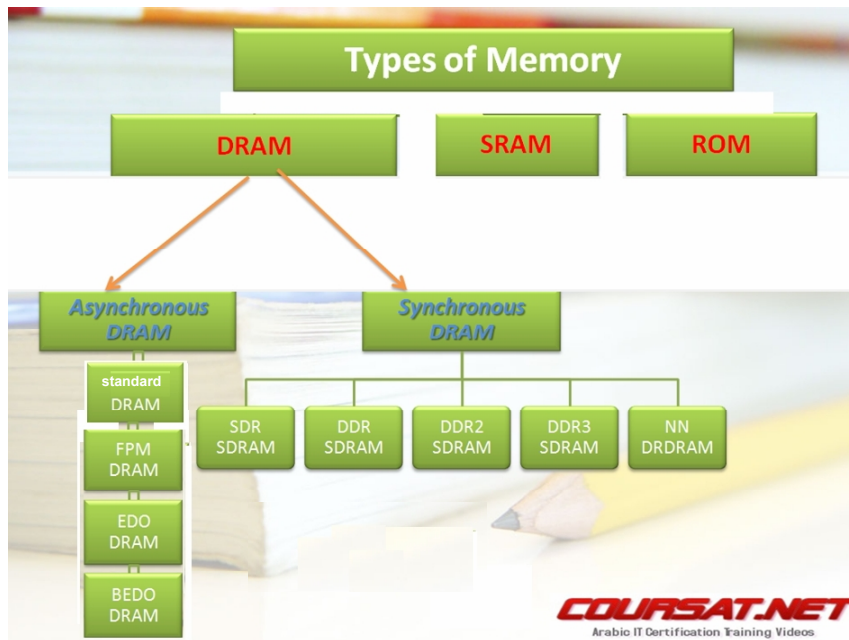 Types of Memory
DRAM
SRAM
ROM
Asynchronous
DRAM
Synchronous
DRAM
standard
DRAM
FPM
DRAM
EDO
DRAM
BEDO
DRAM
SDR
SDRAM
DDR
SDRAM
DDR2
SDRAM
DDR3
SDRAM
NN
DRDRAM
COURSAT.NET
Arabic IT Certification Training Videos